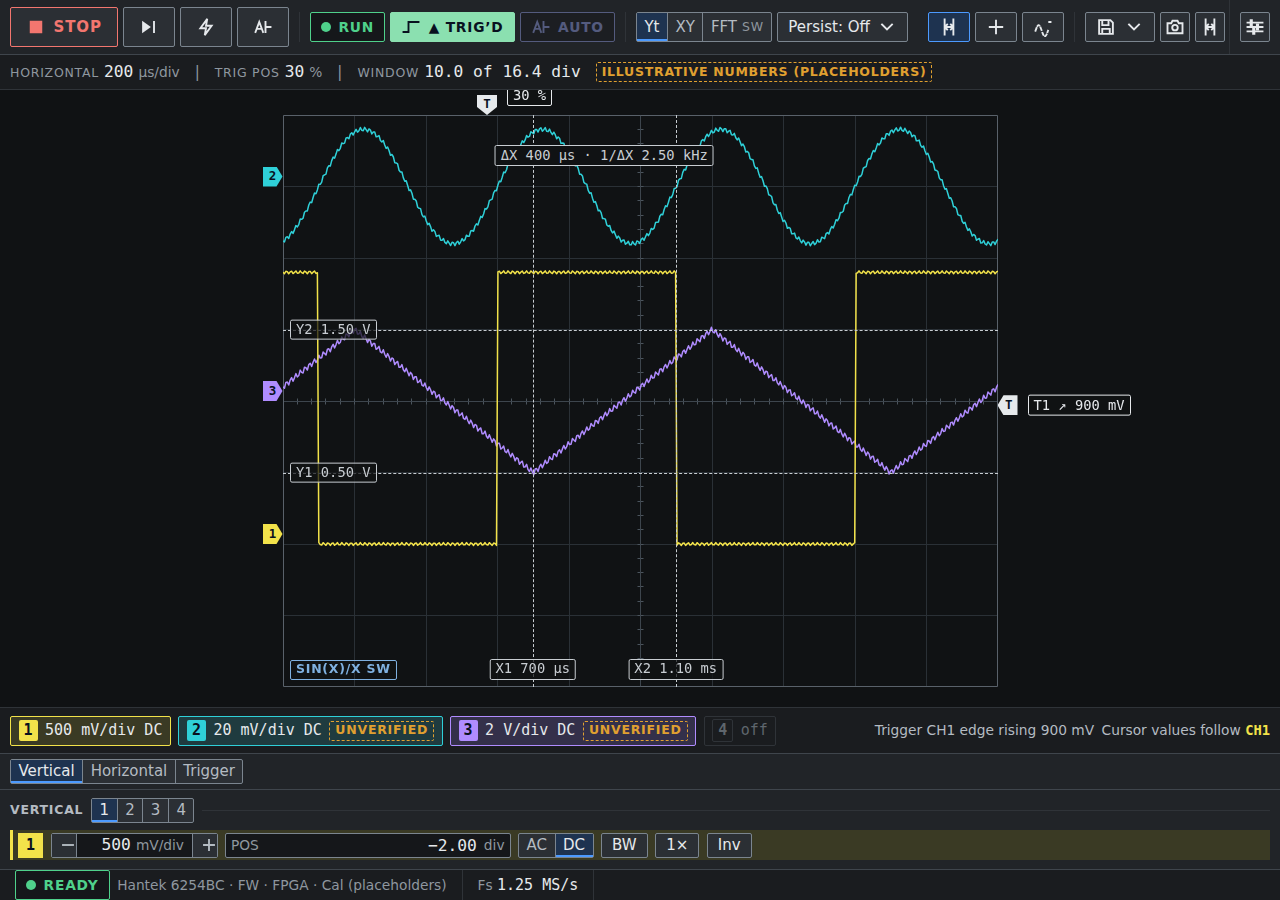 STOP RUN ▲ TRIG’D AUTO Yt XY FFT SW Persist: Off
HORIZONTAL 200 µs/div | TRIG POS 30 % | WINDOW 10.0 of 16.4 div ILLUSTRATIVE NUMBERS (PLACEHOLDERS)
T 30 %
ΔX 400 µs · 1/ΔX 2.50 kHz
2
Y2 1.50 V
3
T T1 ↗ 900 mV
Y1 0.50 V
1
SIN(X)/X SW X1 700 µs X2 1.10 ms
1 500 mV/div DC 2 20 mV/div DC UNVERIFIED 3 2 V/div DC UNVERIFIED 4 off Trigger CH1 edge rising 900 mV Cursor values follow CH1
Vertical Horizontal Trigger
VERTICAL 1 2 3 4
1 − 500 mV/div + POS −2.00 div AC DC BW 1× Inv
READY Hantek 6254BC · FW · FPGA · Cal (placeholders) Fs 1.25 MS/s